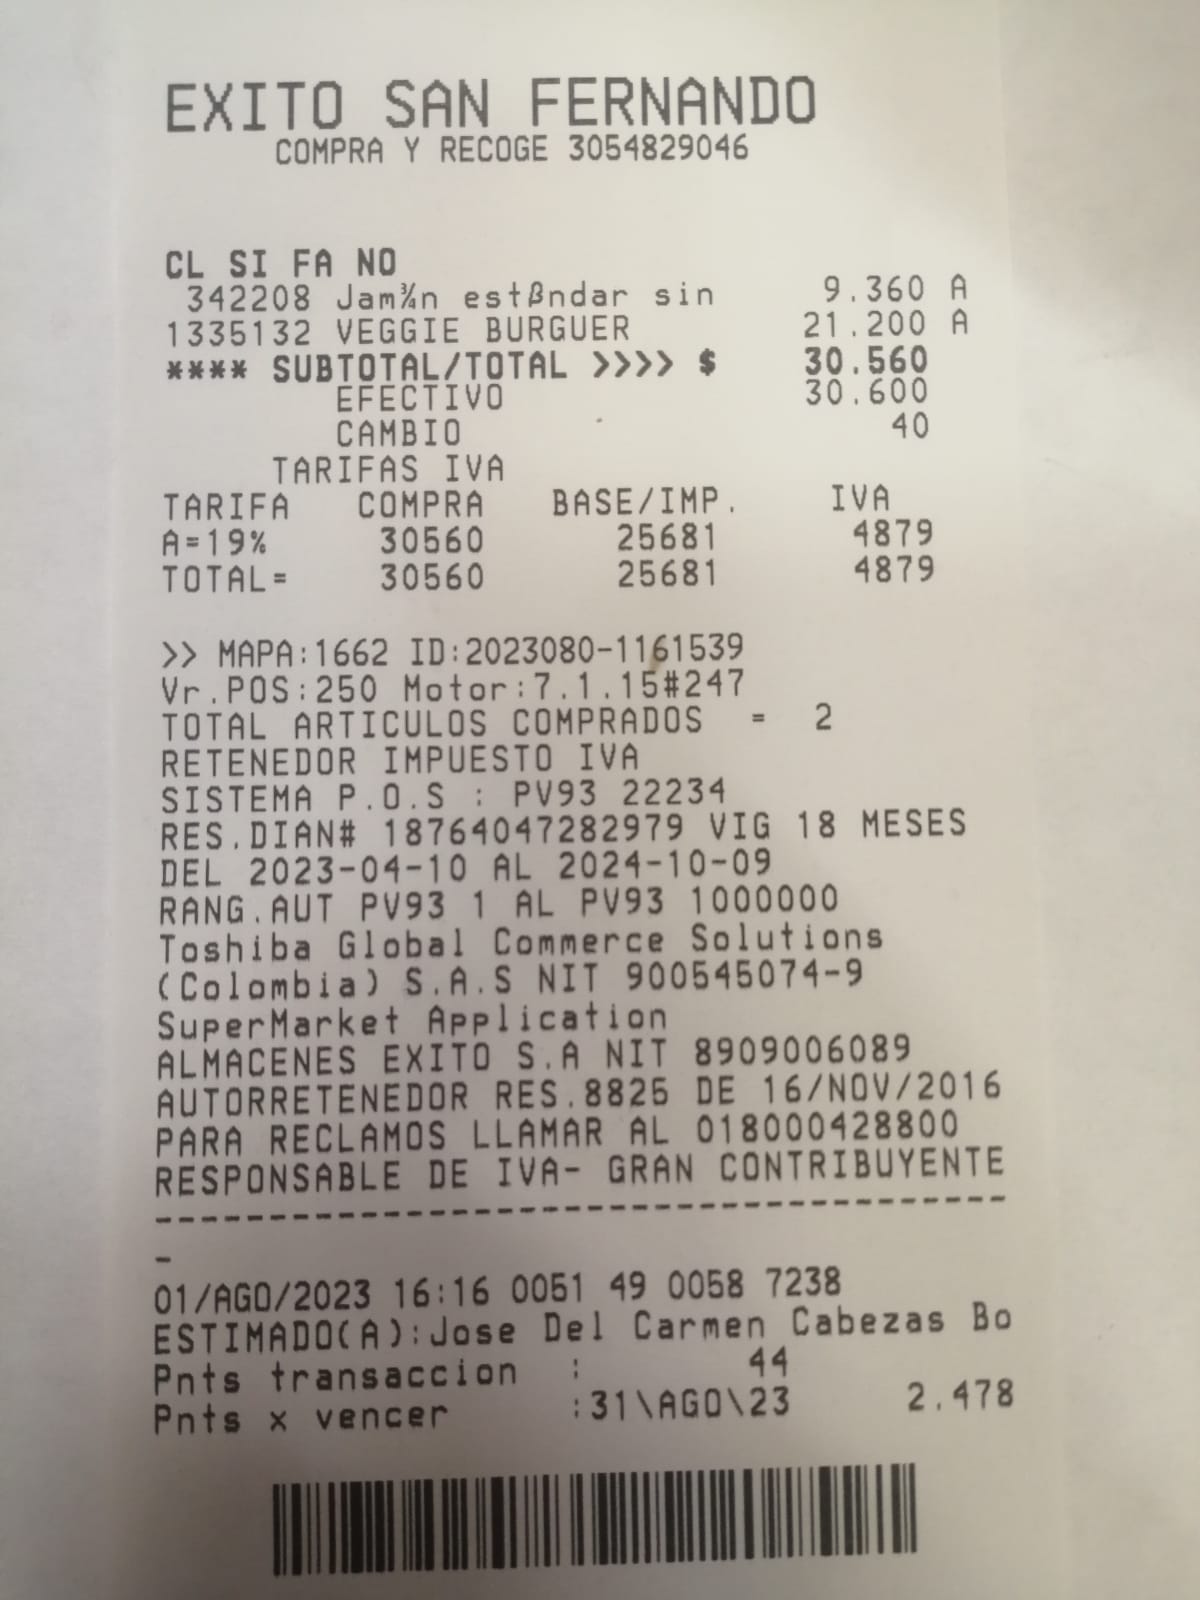 EXITO SAN FERNANDO
COMPRA Y RECOGE 3054829046
CL SI FA NO
342208 Jam¾n estßndar sin 9.360 A
1335132 VEGGIE BURGUER 21.200 A
**** SUBTOTAL/TOTAL >>>> $ 30.560
EFECTIVO 30.600
CAMBIO 40
TARIFAS IVA
TARIFA COMPRA BASE/IMP. IVA
A=19% 30560 25681 4879
TOTAL= 30560 25681 4879
>> MAPA:1662 ID:2023080-1161539
Vr.POS:250 Motor:7.1.15#247
TOTAL ARTICULOS COMPRADOS = 2
RETENEDOR IMPUESTO IVA
SISTEMA P.O.S : PV93 22234
RES.DIAN# 18764047282979 VIG 18 MESES
DEL 2023-04-10 AL 2024-10-09
RANG.AUT PV93 1 AL PV93 1000000
Toshiba Global Commerce Solutions
(Colombia) S.A.S NIT 900545074-9
SuperMarket Application
ALMACENES EXITO S.A NIT 8909006089
AUTORRETENEDOR RES.8825 DE 16/NOV/2016
PARA RECLAMOS LLAMAR AL 018000428800
RESPONSABLE DE IVA- GRAN CONTRIBUYENTE
-------------------------------------
-
01/AGO/2023 16:16 0051 49 0058 7238
ESTIMADO(A):Jose Del Carmen Cabezas Bo
Pnts transaccion : 44
Pnts x vencer :31\AGO\23 2.478